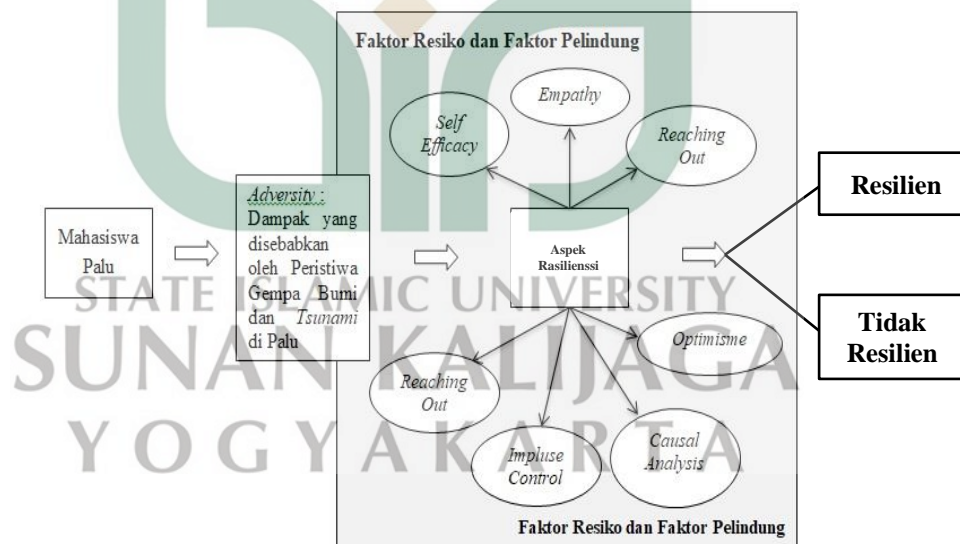 Faktor Resiko dan Faktor Pelindung
Empathy
Self
Efficacy
Reaching
Out
Mahasiswa
Palu
Adversity :
Dampak yang
disebabkan
oleh Peristiwa
Gempa Bumi
dan Tsunami
di Palu
Aspek
Rasilienssi
Resilien
Tidak
Resilien
Optimisme
Reaching
Out
Impluse
Control
Causal
Analysis
Faktor Resiko dan Faktor Pelindung
STATE ISLAMIC UNIVERSITY
SUNAN KALIJAGA
YOGYAKARTA